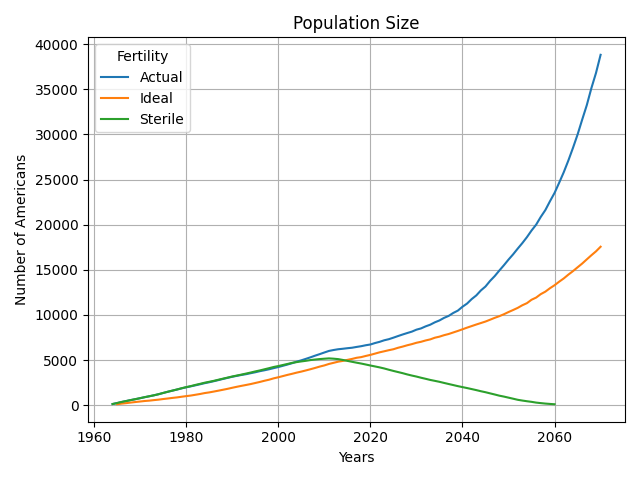 Population Size
Fertility
Actual
Ideal
Sterile
Number of Americans
40000
35000
30000
25000
20000
15000
10000
5000
0
1960
1980
2000
2020
2040
2060
Years